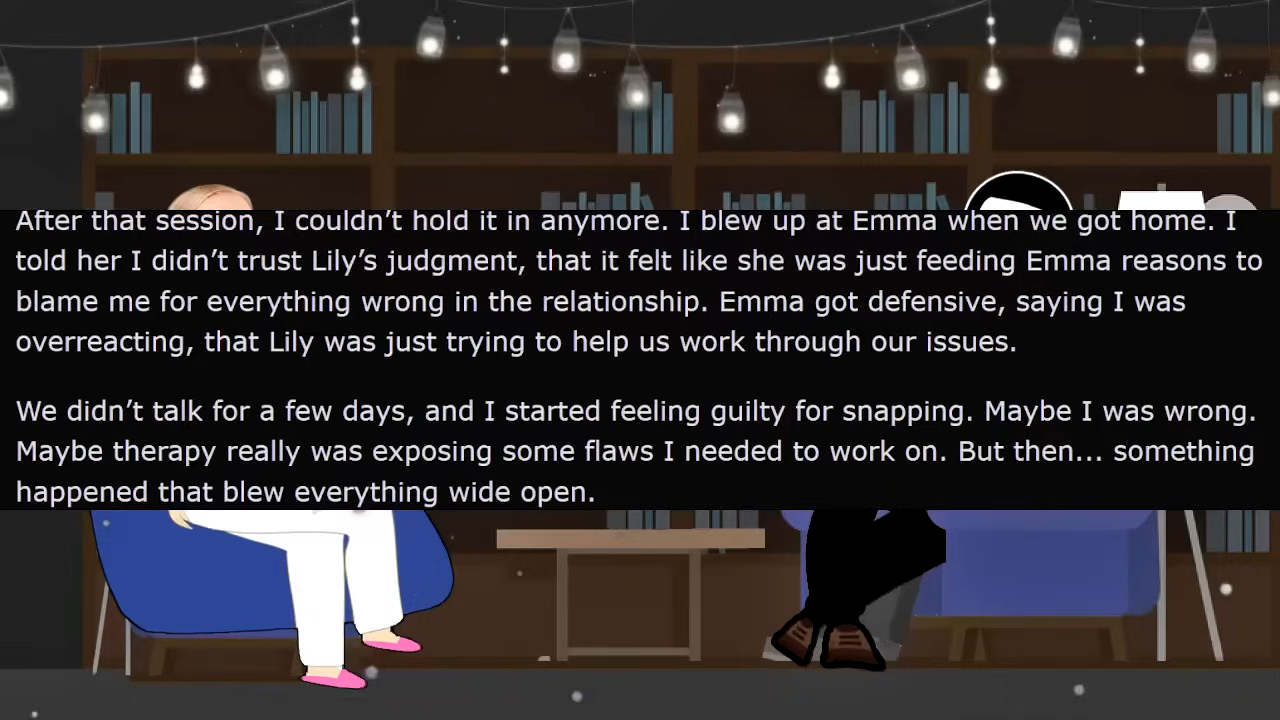 After that session, I couldn’t hold it in anymore. I blew up at Emma when we got home. I
told her I didn’t trust Lily’s judgment, that it felt like she was just feeding Emma reasons to
blame me for everything wrong in the relationship. Emma got defensive, saying I was
overreacting, that Lily was just trying to help us work through our issues.
We didn’t talk for a few days, and I started feeling guilty for snapping. Maybe I was wrong.
Maybe therapy really was exposing some flaws I needed to work on. But then... something
happened that blew everything wide open.